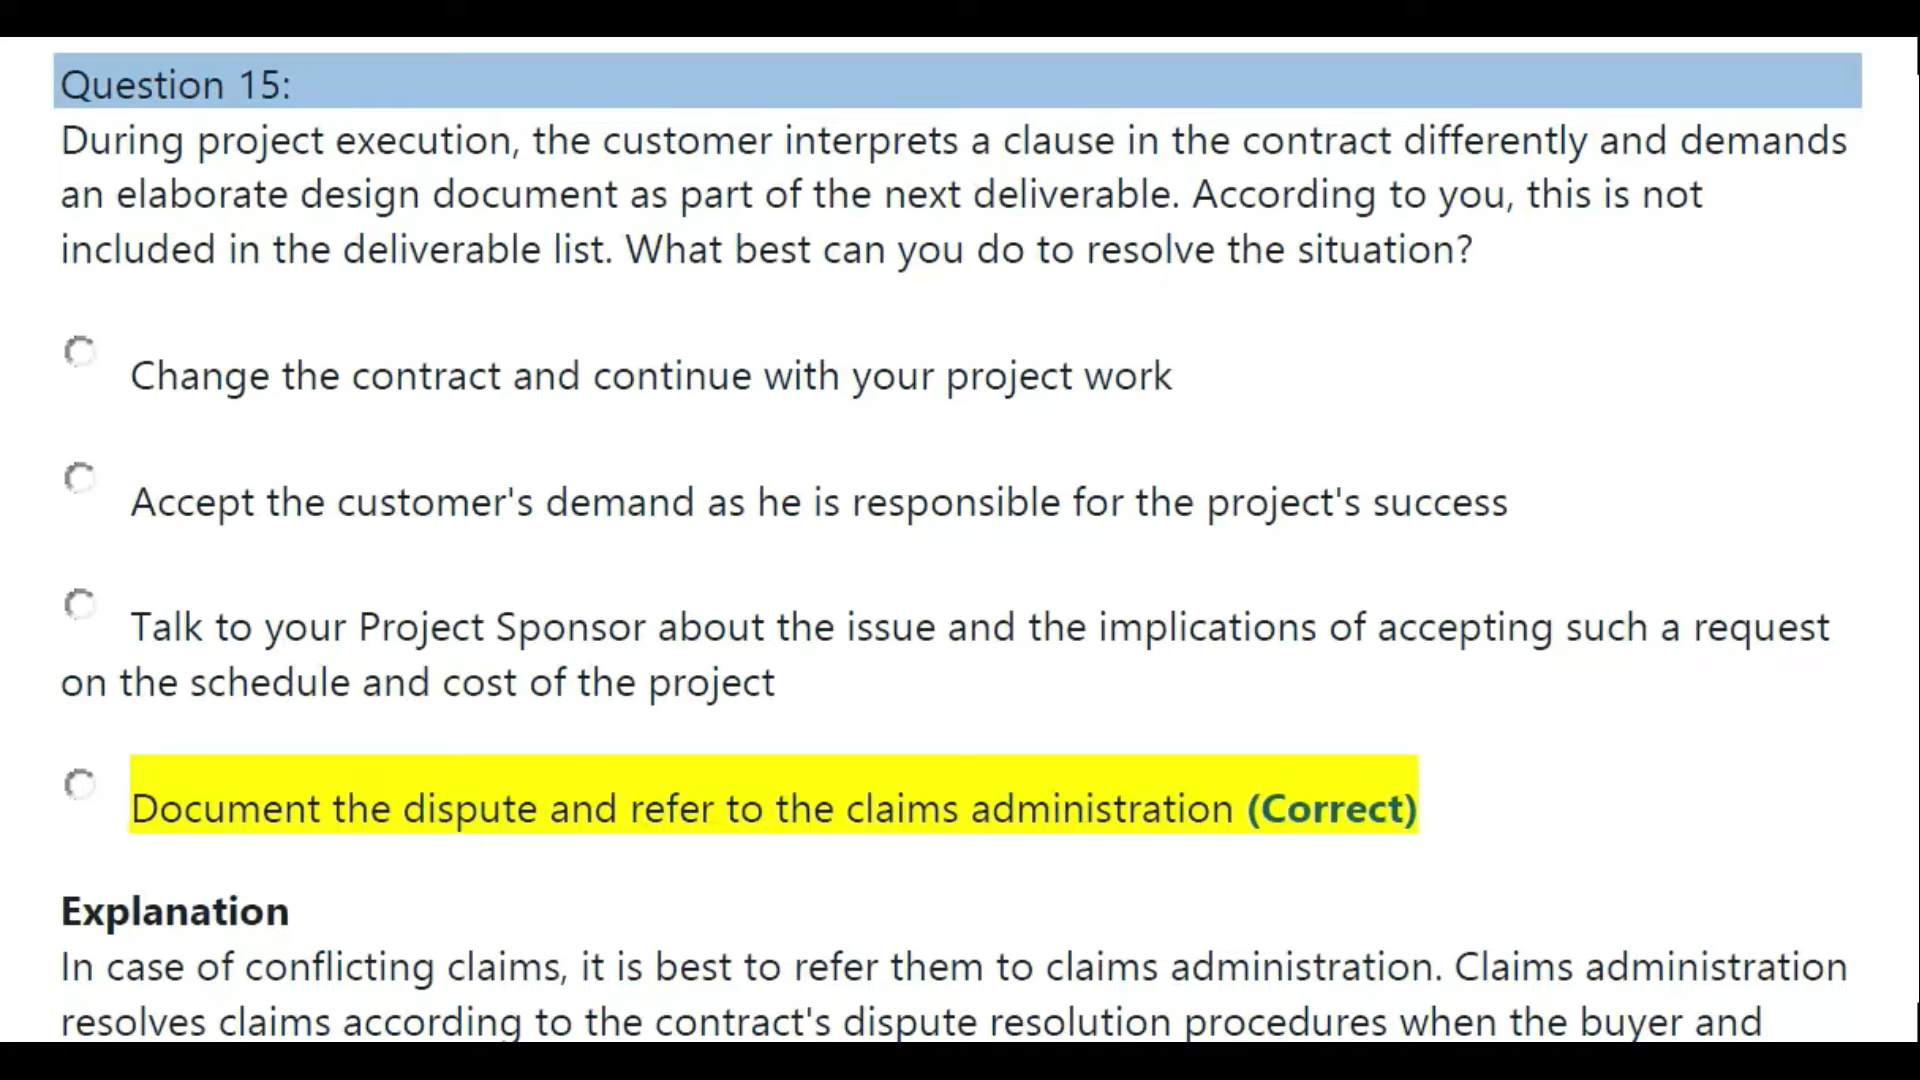 Question 15:
During project execution, the customer interprets a clause in the contract differently and demands
an elaborate design document as part of the next deliverable. According to you, this is not
included in the deliverable list. What best can you do to resolve the situation?
Change the contract and continue with your project work
Accept the customer's demand as he is responsible for the project's success
Talk to your Project Sponsor about the issue and the implications of accepting such a request
on the schedule and cost of the project
Document the dispute and refer to the claims administration (Correct)
Explanation
In case of conflicting claims, it is best to refer them to claims administration. Claims administration
resolves claims according to the contract's dispute resolution procedures when the buyer and